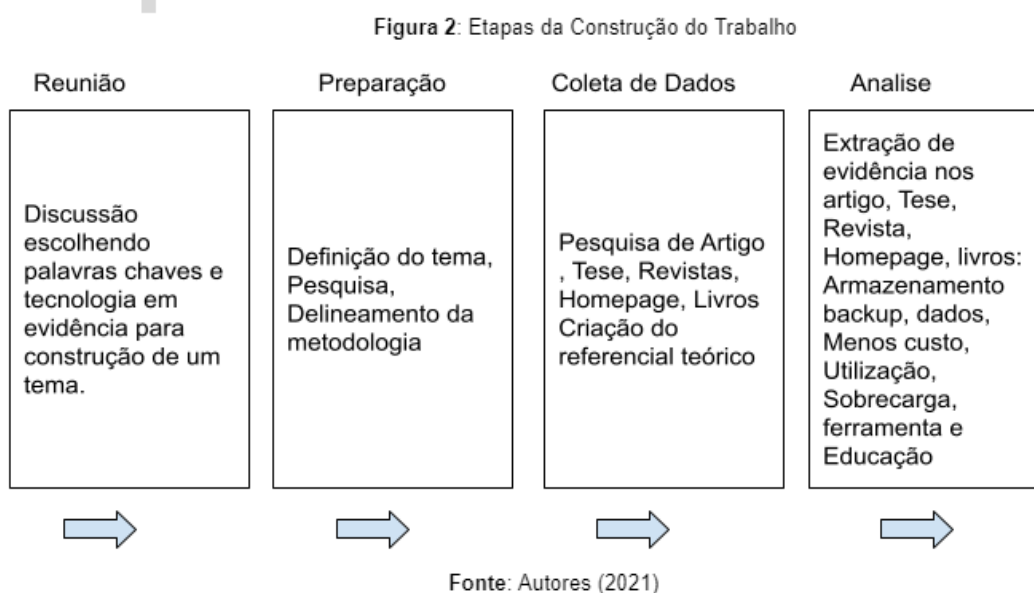 Figura 2: Etapas da Construção do Trabalho
Reunião
Discussão
escolhendo
palavras chaves e
tecnologia em
evidência para
construção de um
tema.
Preparação
Definição do tema,
Pesquisa,
Delineamento da
metodologia
Coleta de Dados
Pesquisa de Artigo
, Tese, Revistas,
Homepage, Livros
Criação do
referencial teórico
Analise
Extração de
evidência nos
artigo, Tese,
Revista,
Homepage, livros:
Armazenamento
backup, dados,
Menos custo,
Utilização,
Sobrecarga,
ferramenta e
Educação
Fonte: Autores (2021)